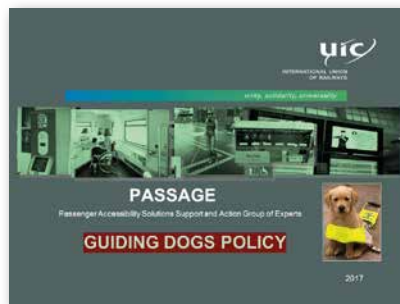 uic
INTERNATIONAL UNION
OF RAILWAYS
unity, solidarity, universality
PASSAGE
Passenger Accessibility Solutions Support and Action Group of Experts
GUIDING DOGS POLICY
2017